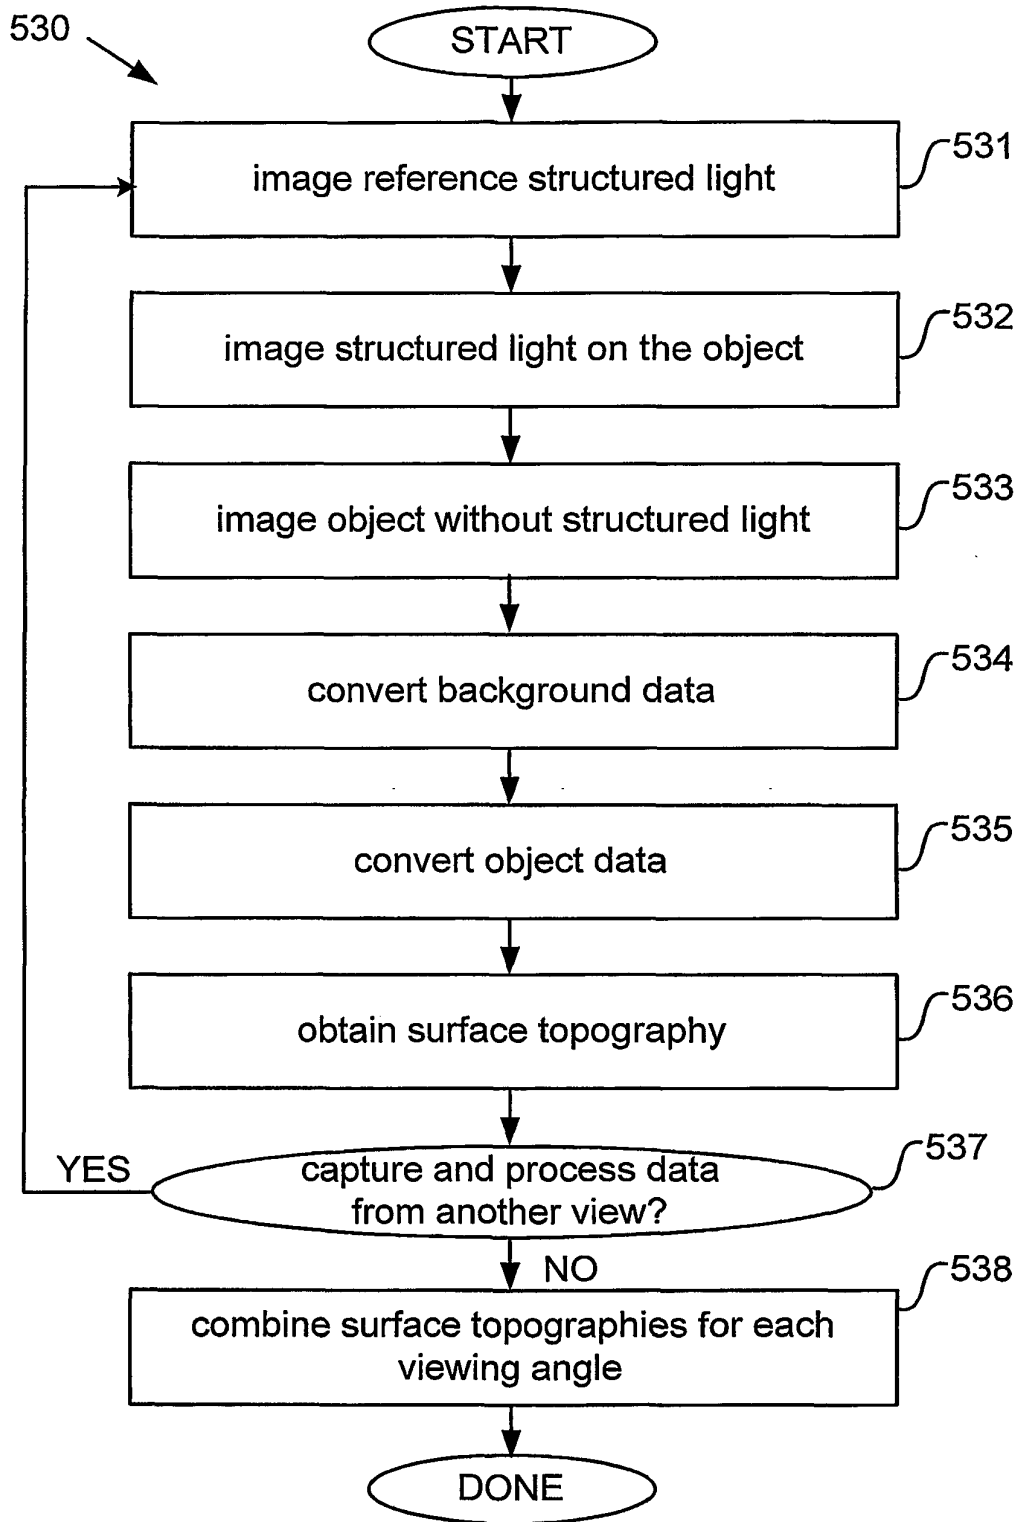 530
START
image reference structured light
531
image structured light on the object
532
image object without structured light
533
convert background data
534
convert object data
535
obtain surface topography
536
YES
capture and process data
from another view?
537
NO
combine surface topographies for each
viewing angle
538
DONE